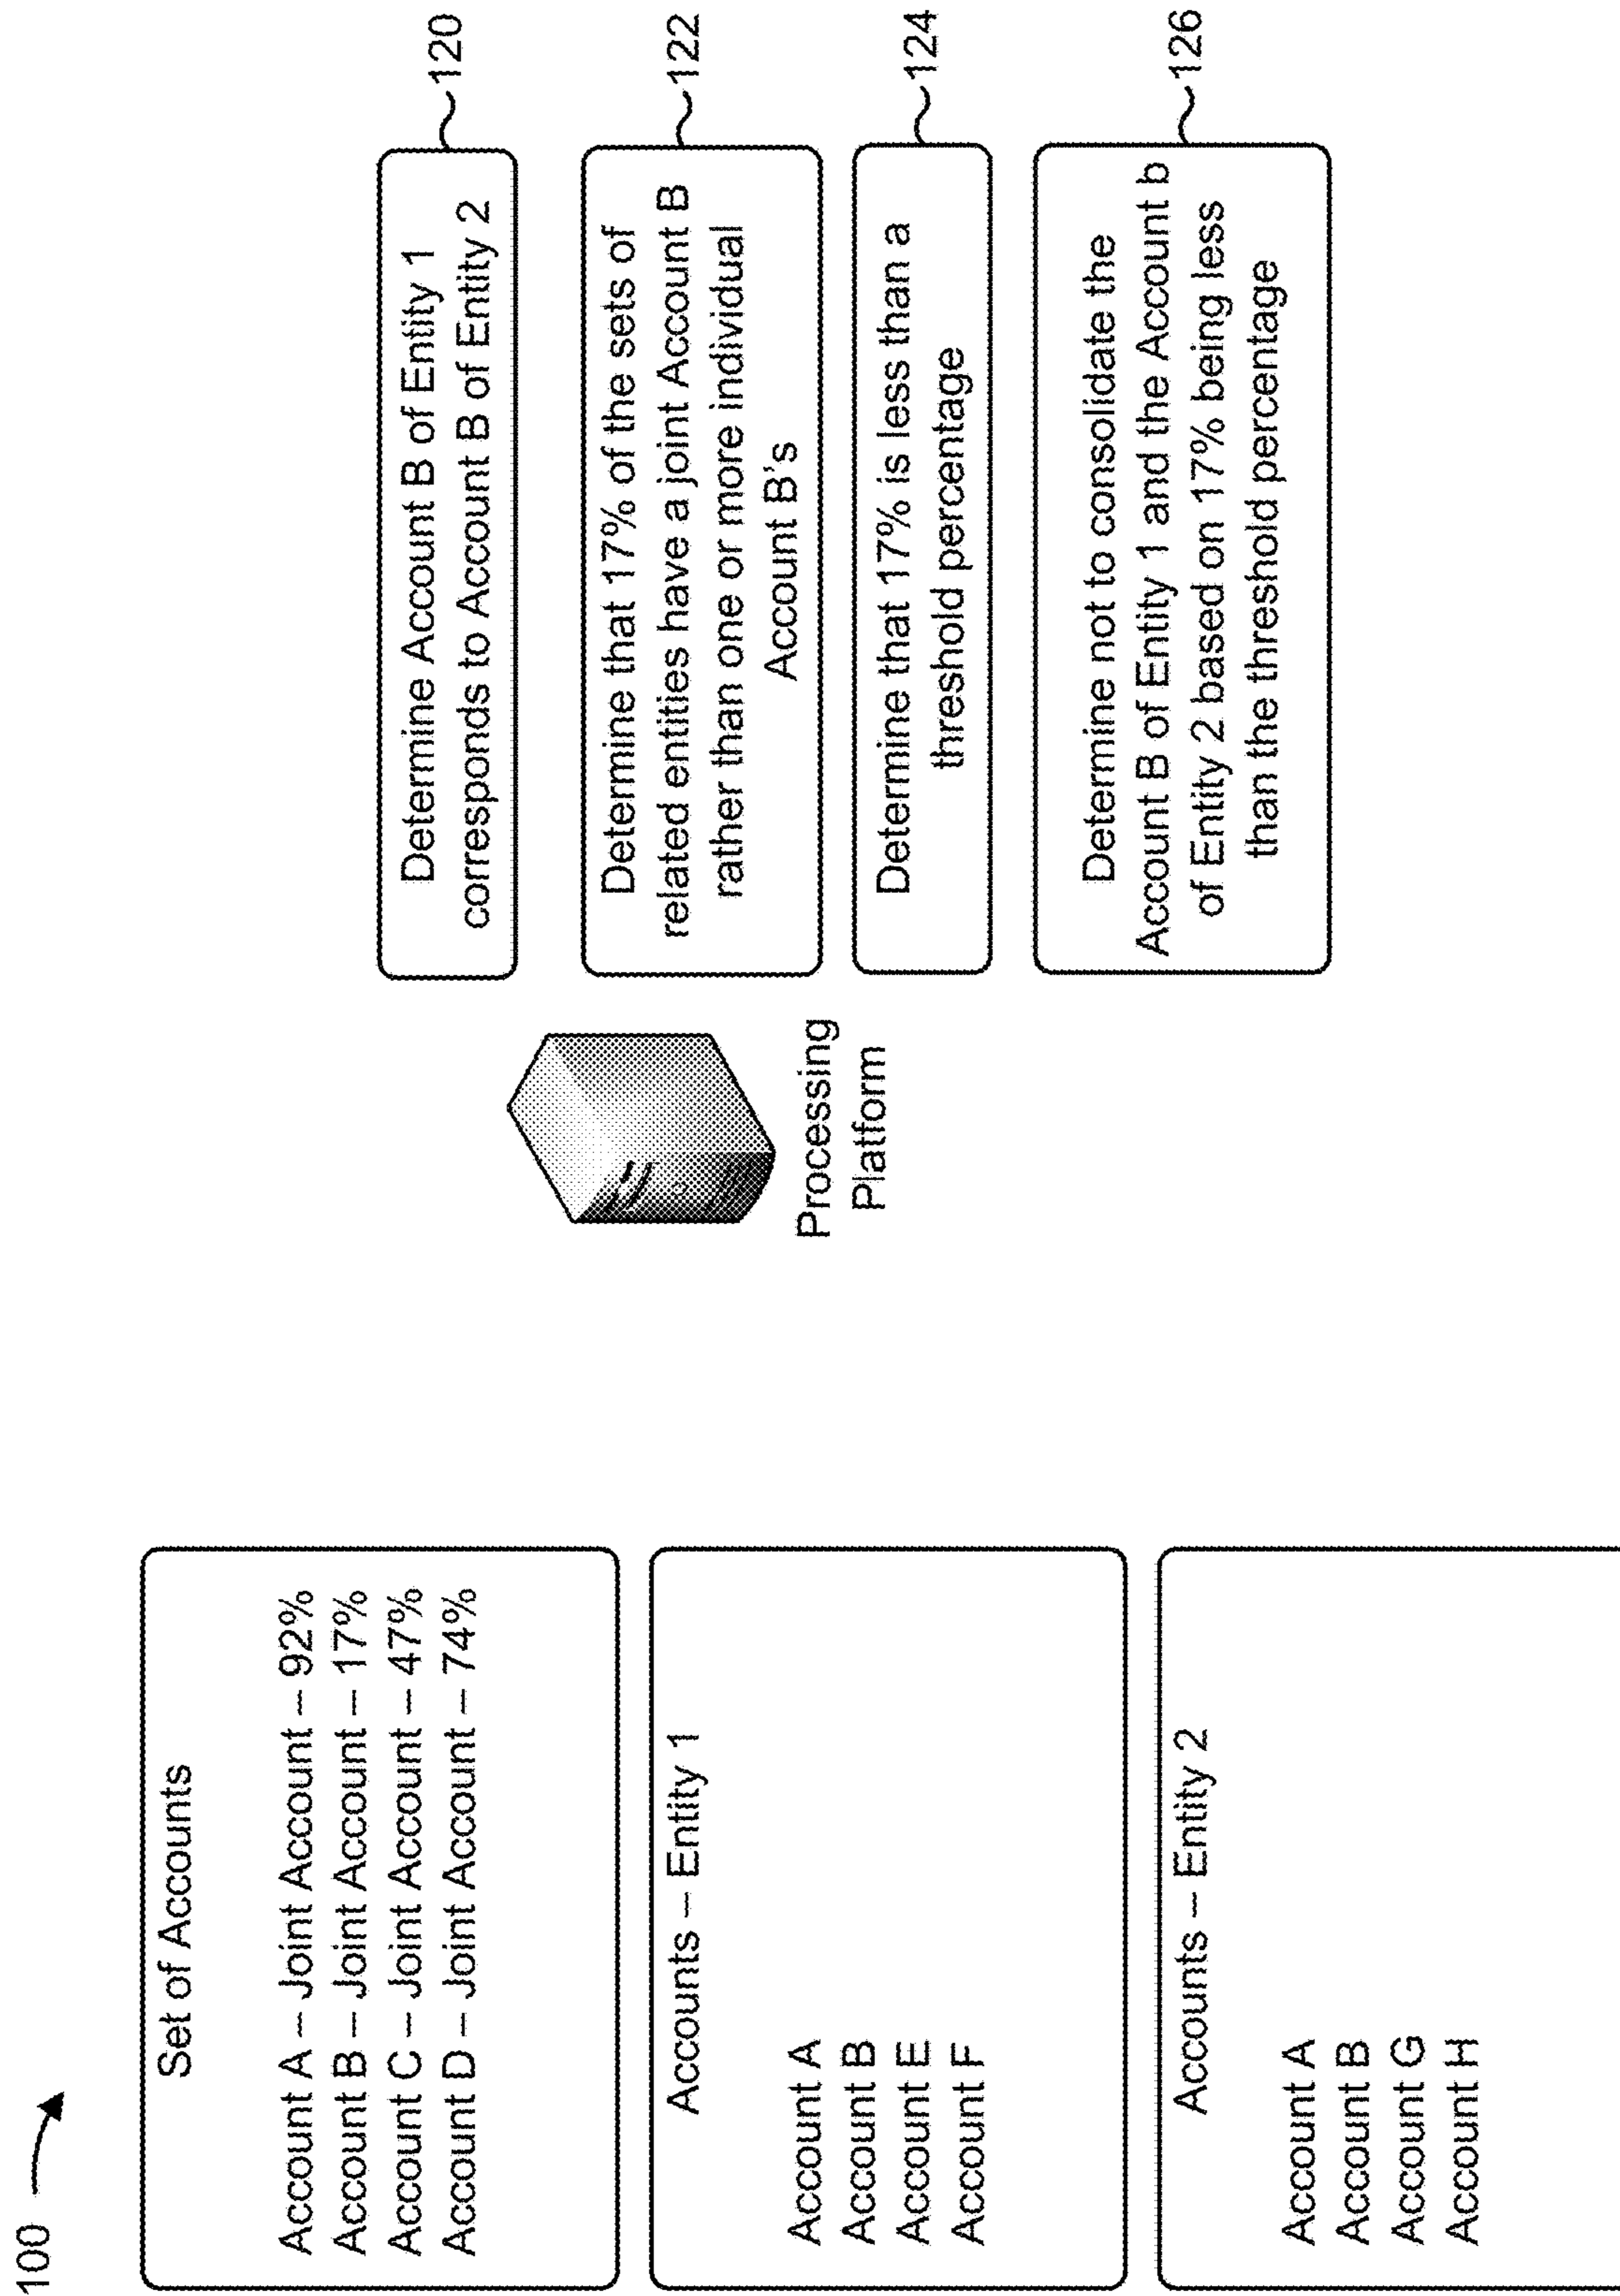 100
Set of Accounts
Account A – Joint Account – 92%
Account B – Joint Account – 17%
Account C – Joint Account – 47%
Account D – Joint Account – 74%
Accounts – Entity 1
Account A
Account B
Account E
Account F
Accounts – Entity 2
Account A
Account B
Account G
Account H
Processing
Platform
Determine Account B of Entity 1
corresponds to Account B of Entity 2
120
Determine that 17% of the sets of
related entities have a joint Account B
rather than one or more individual
Account B's
122
Determine that 17% is less than a
threshold percentage
124
Determine not to consolidate the
Account B of Entity 1 and the Account b
of Entity 2 based on 17% being less
than the threshold percentage
126